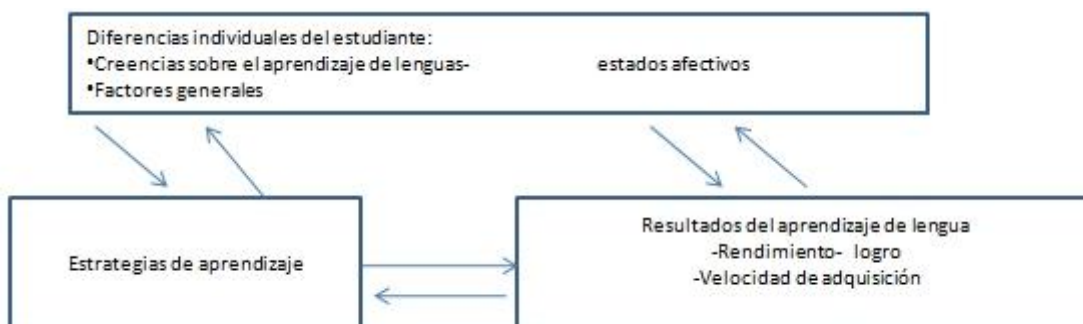 Diferencias individuales del estudiante:
•Creencias sobre el aprendizaje de lenguas- estados afectivos
•Factores generales
Estrategias de aprendizaje
Resultados del aprendizaje de lengua
-Rendimiento- logro
-Velocidad de adquisición